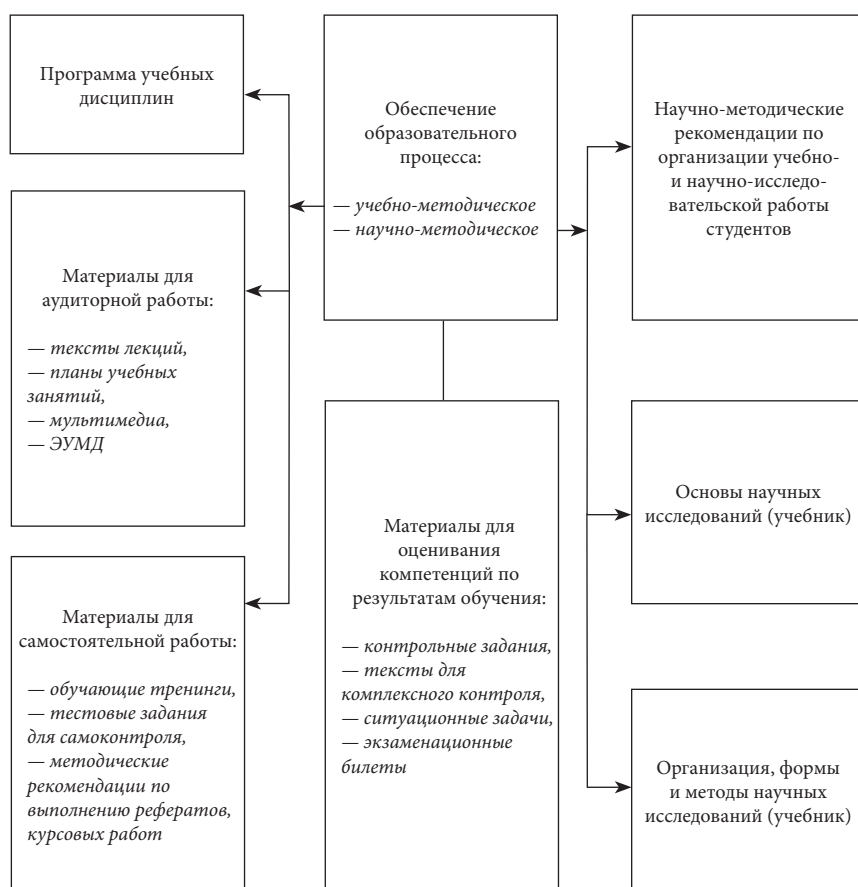 Программа учебных
дисциплин
Материалы для
аудиторной работы:
— тексты лекций,
— планы учебных
занятий,
— мультимедиа,
— ЭУМД
Материалы для
самостоятельной работы:
— обучающие тренинги,
— тестовые задания
для самоконтроля,
— методические
рекомендации по
выполнению рефератов,
курсовых работ
Обеспечение
образовательного
процесса:
— учебно-методическое
— научно-методическое
Материалы для
оценивания
компетенций по
результатам обучения:
— контрольные задания,
— тексты для
комплексного контроля,
— ситуационные задачи,
— экзаменационные
билеты
Научно-методические
рекомендации по
организации учебно-
и научно-исследо-
вательской работы
студентов
Основы научных
исследований (учебник)
Организация, формы
и методы научных
исследований (учебник)